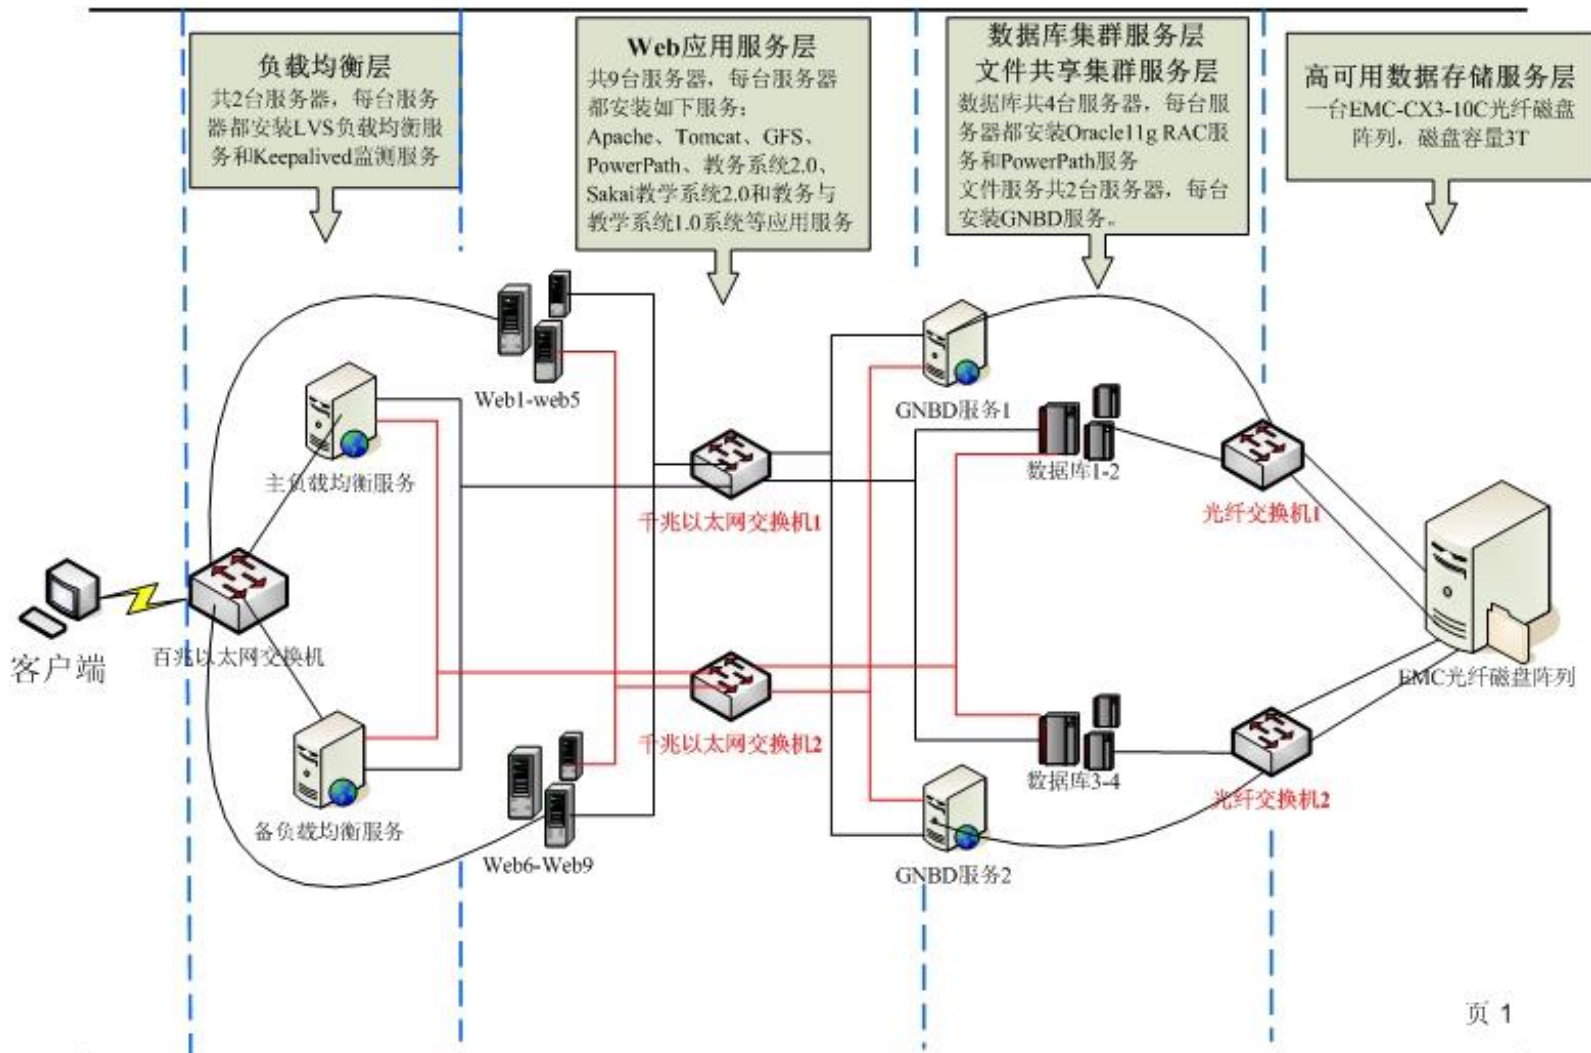 负载均衡层
共2台服务器，每台服务
器都安装LVS负载均衡服
务和Keepalived监测服务
Web应用服务层
共9台服务器，每台服务器
都安装如下服务：
Apache、Tomcat、GFS、
PowerPath、教务系统2.0、
Sakai教学系统2.0和教务与
教学系统1.0系统等应用服务
数据库集群服务层
文件共享集群服务层
数据库共4台服务器，每台服
务器都安装Oracle11g RAC服
务和PowerPath服务
文件服务共2台服务器，每台
安装GNBD服务。
高可用数据存储服务层
一台EMC-CX3-10C光纤磁盘
阵列，磁盘容量3T
Web1-web5
GNBD服务1
主负载均衡服务
数据库1-2
千兆以太网交换机1
光纤交换机1
客户端
百兆以太网交换机
EMC光纤磁盘阵列
千兆以太网交换机2
数据库3-4
光纤交换机2
备负载均衡服务
Web6-Web9
GNBD服务2
页 1